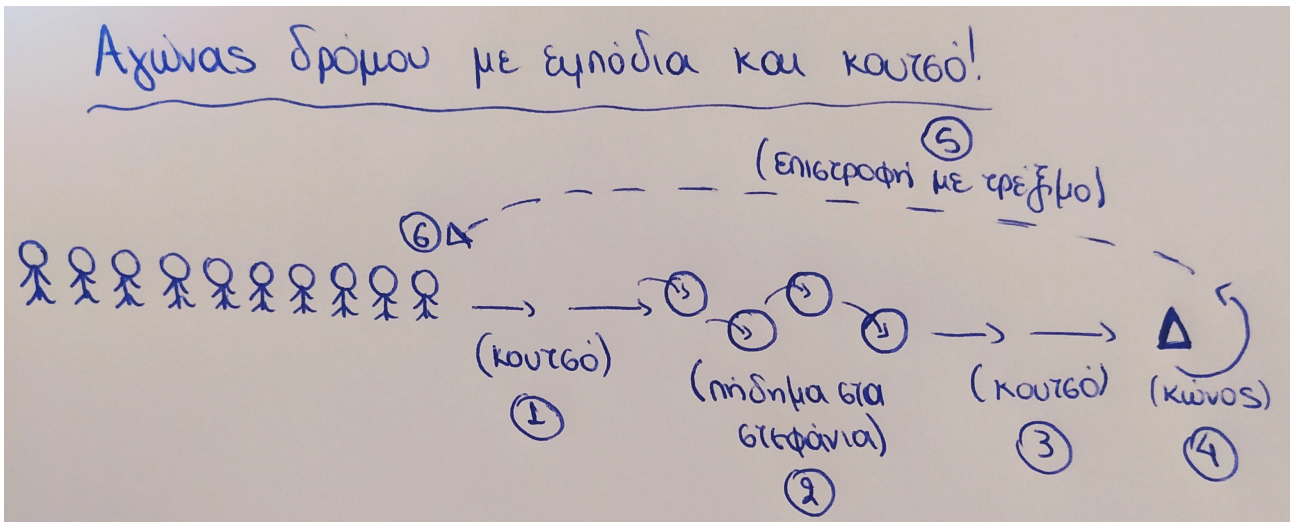 Αγώνας δρόμου με εμπόδια και κουτσό!
5
(επιστροφή με τρέξιμο)
6
(κουτσό)
1
(πήδημα στα
στεφάνια)
2
(κουτσό)
3
(κώνος)
4